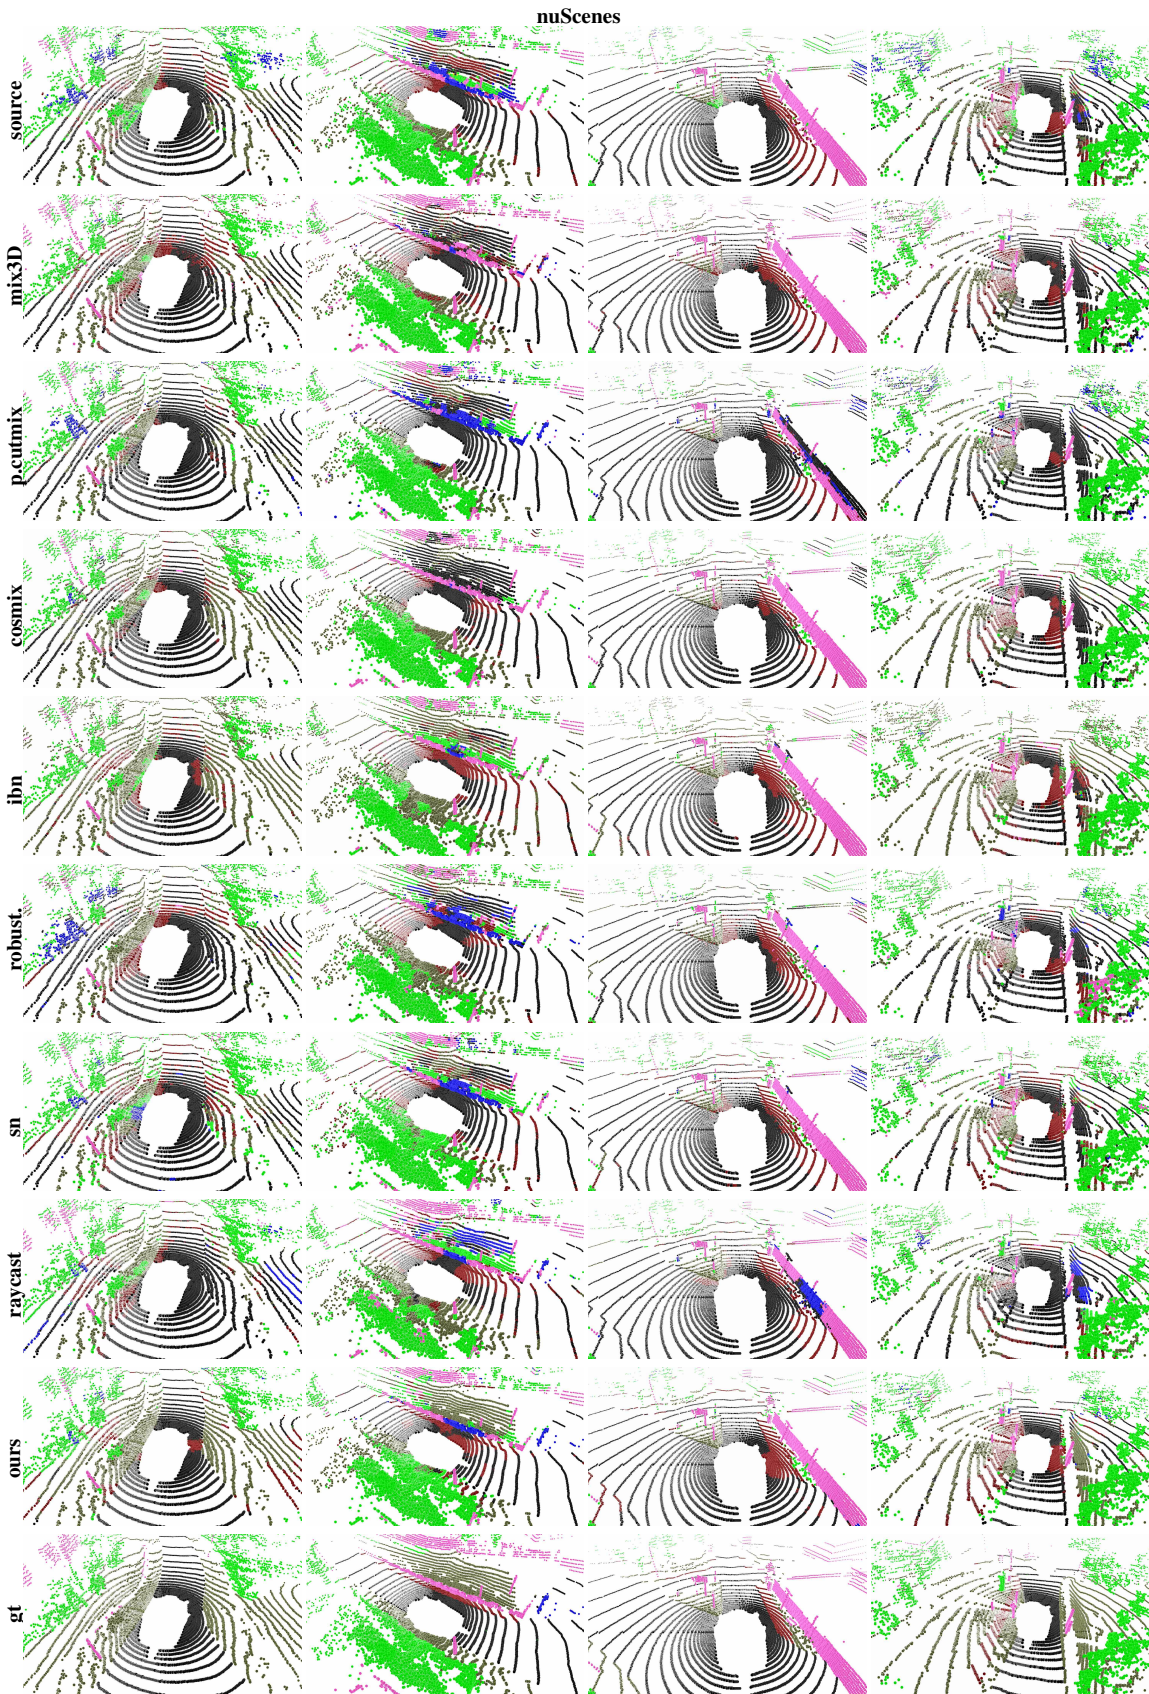 nuScenes
source
mix3D
p.cutmix
cosmix
ibn
robust.
sn
raycast
ours
gt